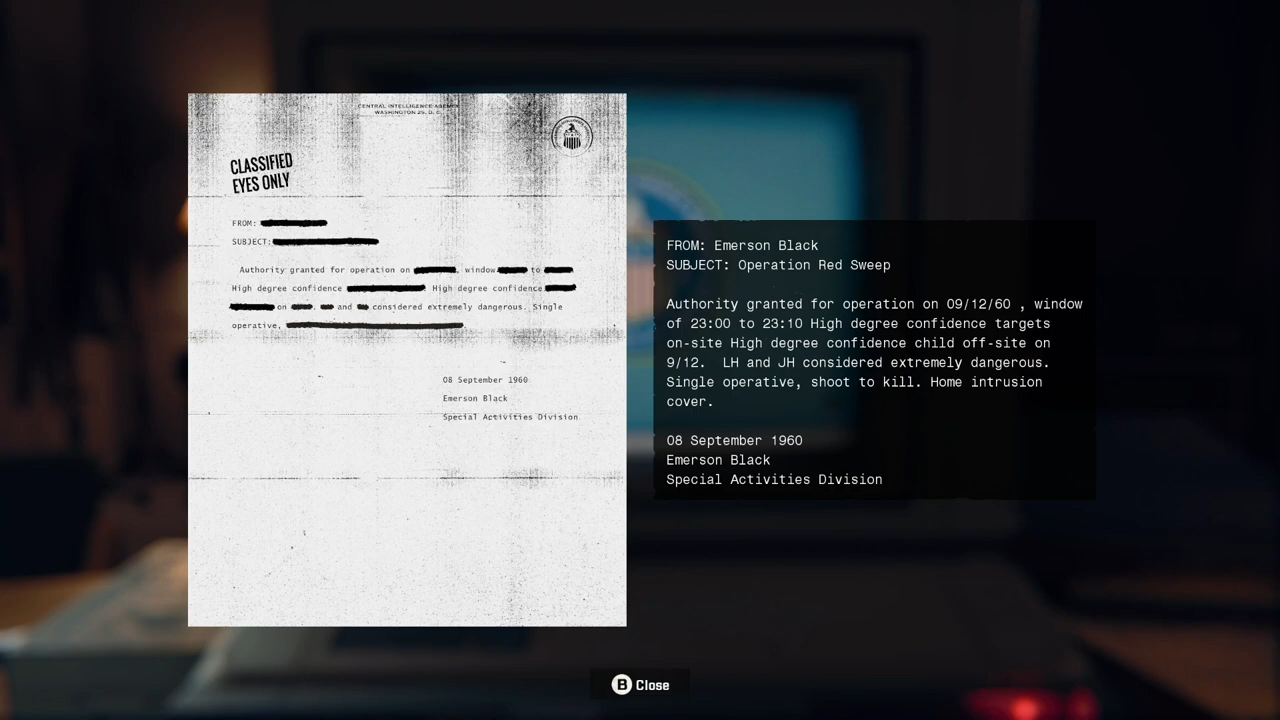 CENTRAL INTELLIGENCE AGENCY
WASHINGTON 25, D. C.
CLASSIFIED
EYES ONLY
FROM:
SUBJECT:
Authority granted for operation on , window to
High degree confidence . High degree confidence
on and considered extremely dangerous. Single
operative,
08 September 1960
Emerson Black
Special Activities Division
FROM: Emerson Black
SUBJECT: Operation Red Sweep
Authority granted for operation on 09/12/60 , window
of 23:00 to 23:10 High degree confidence targets
on-site High degree confidence child off-site on
9/12. LH and JH considered extremely dangerous.
Single operative, shoot to kill. Home intrusion
cover.
08 September 1960
Emerson Black
Special Activities Division
B Close